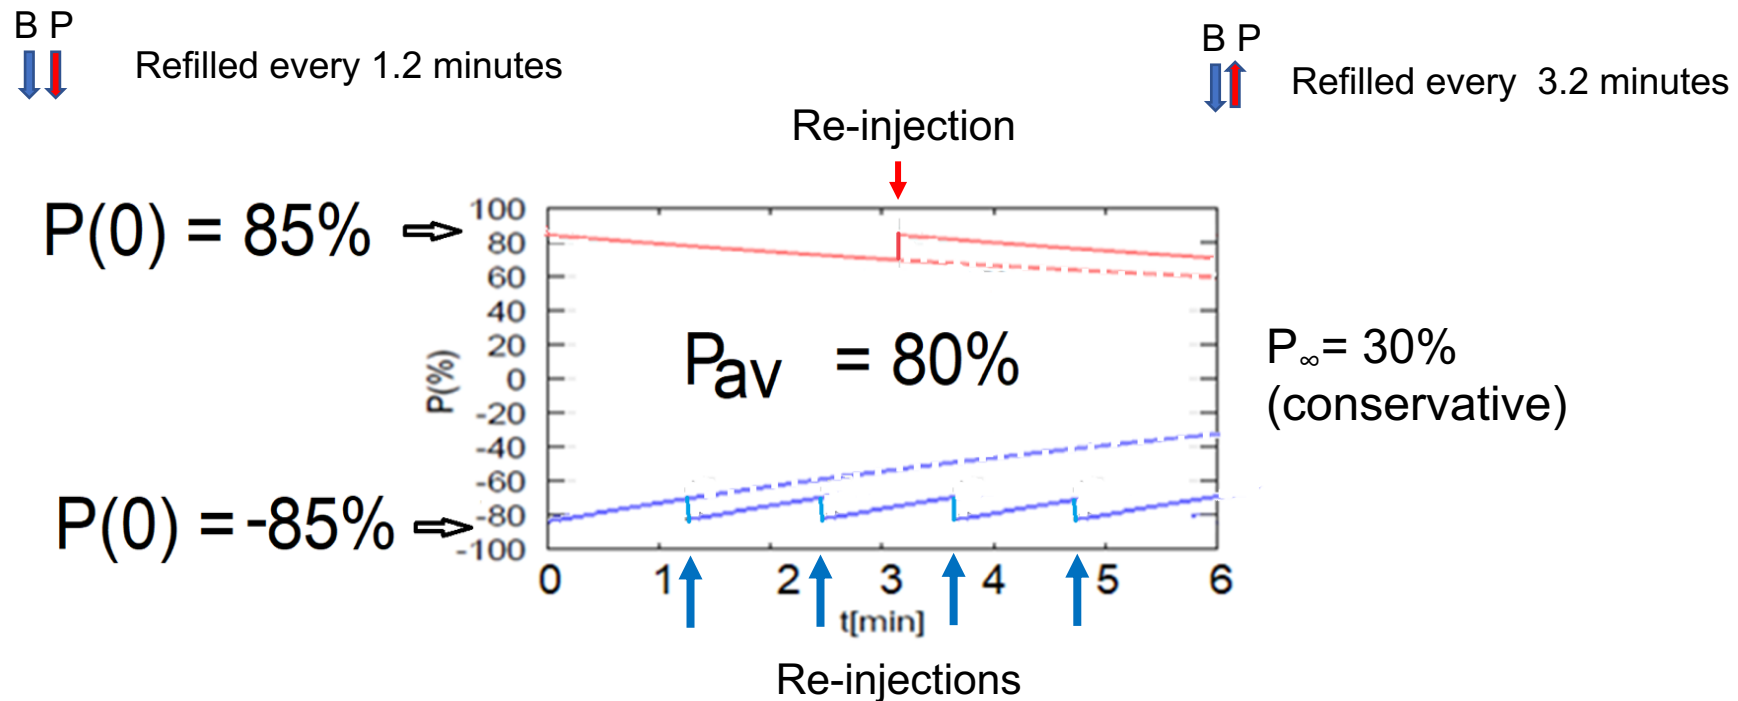 B P
Refilled every 1.2 minutes
B P
Refilled every 3.2 minutes
Re-injection
P(0) = 85%
P(0) = -85%
100
80
60
40
20
0
-20
-40
-60
-80
-100
P(%)
Pav = 80%
P∞= 30%
(conservative)
0 1 2 3 4 5 6
t[min]
Re-injections